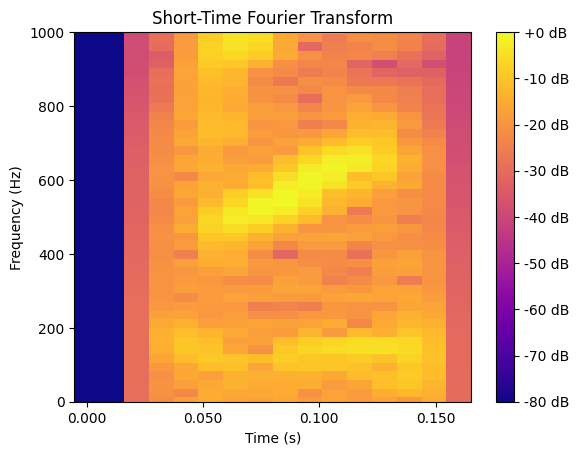 Short-Time Fourier Transform
1000
800
600
400
200
0
Frequency (Hz)
0.000
0.050
0.100
0.150
Time (s)
+0 dB
-10 dB
-20 dB
-30 dB
-40 dB
-50 dB
-60 dB
-70 dB
-80 dB